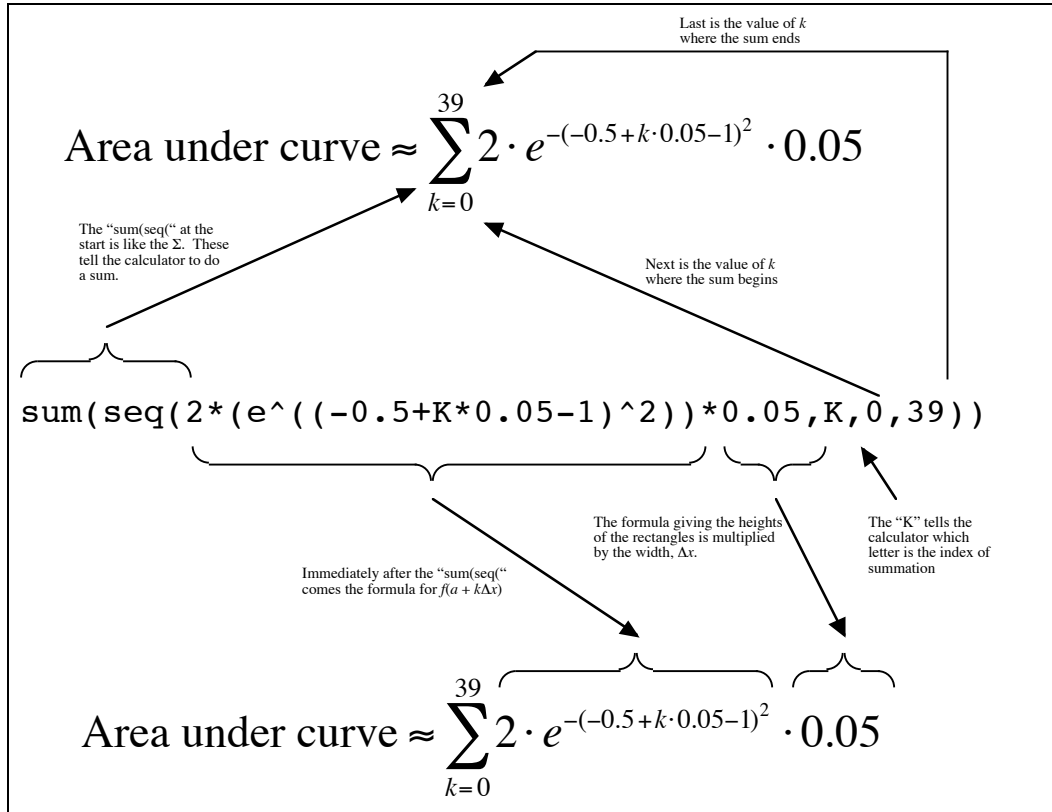 Last is the value of k
where the sum ends
39
Area under curve ≈ ∑ 2 · e^{-(-0.5+k·0.05-1)^2} · 0.05
k=0
The “sum(seq(“ at the
start is like the Σ. These
tell the calculator to do
a sum.
Next is the value of k
where the sum begins
sum(seq(2*(e^((-0.5+K*0.05-1)^2))*0.05,K,0,39))
The formula giving the heights
of the rectangles is multiplied
by the width, Δx.
The “K” tells the
calculator which
letter is the index of
summation
Immediately after the “sum(seq(“
comes the formula for f(a + kΔx)
39
Area under curve ≈ ∑ 2 · e^{-(-0.5+k·0.05-1)^2} · 0.05
k=0